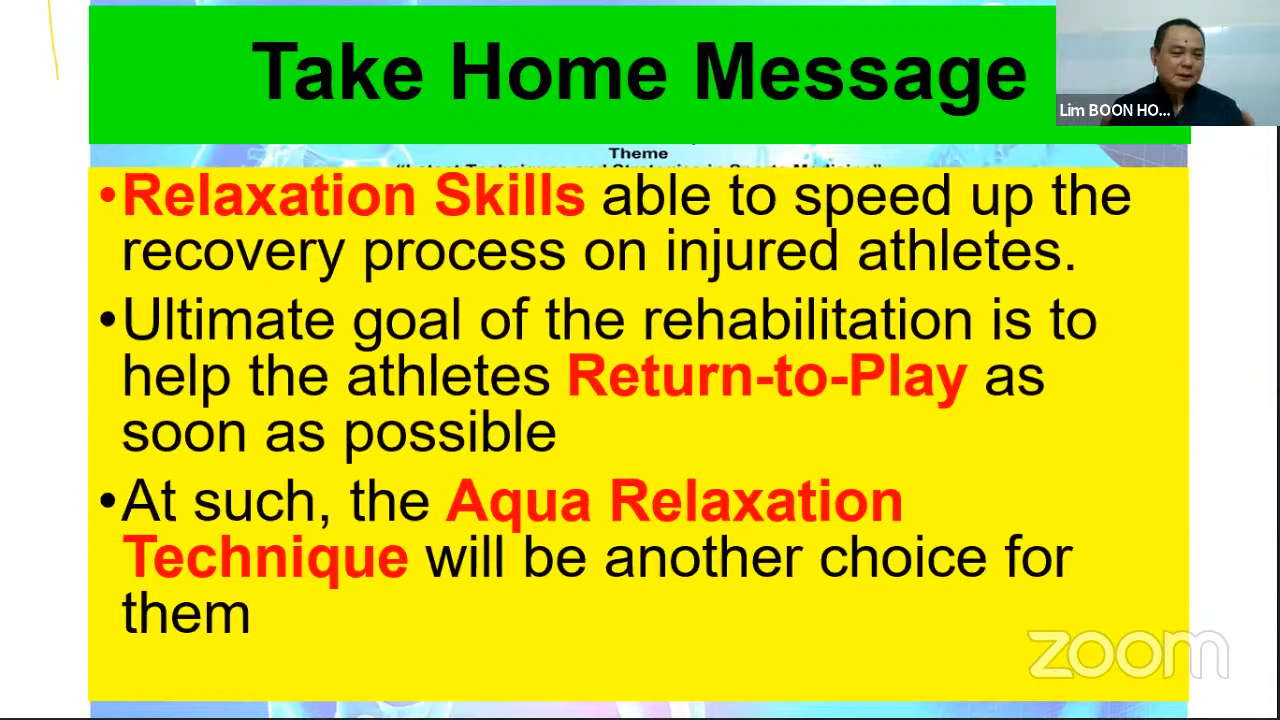 Take Home Message
Lim BOON HO...
Theme
•Relaxation Skills able to speed up the
recovery process on injured athletes.
•Ultimate goal of the rehabilitation is to
help the athletes Return-to-Play as
soon as possible
•At such, the Aqua Relaxation
Technique will be another choice for
them
zoom